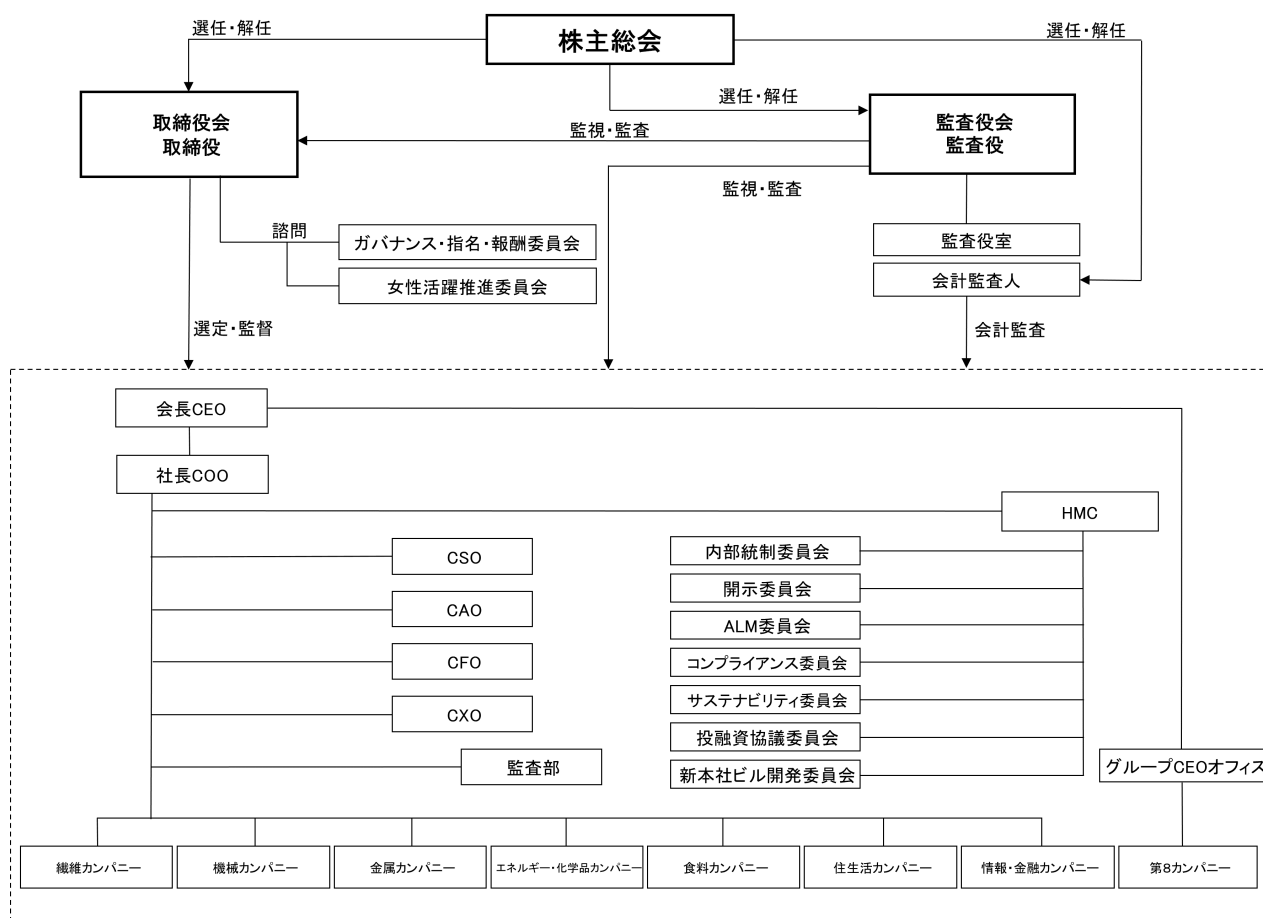 選任・解任
株主総会
選任・解任
選任・解任
取締役会
取締役
監査役会
監査役
監視・監査
監視・監査
諮問
ガバナンス・指名・報酬委員会
女性活躍推進委員会
監査役室
会計監査人
選定・監督
会計監査
会長CEO
社長COO
HMC
CSO
CAO
CFO
CXO
監査部
内部統制委員会
開示委員会
ALM委員会
コンプライアンス委員会
サステナビリティ委員会
投融資協議委員会
新本社ビル開発委員会
グループCEOオフィス
繊維カンパニー
機械カンパニー
金属カンパニー
エネルギー・化学品カンパニー
食料カンパニー
住生活カンパニー
情報・金融カンパニー
第8カンパニー